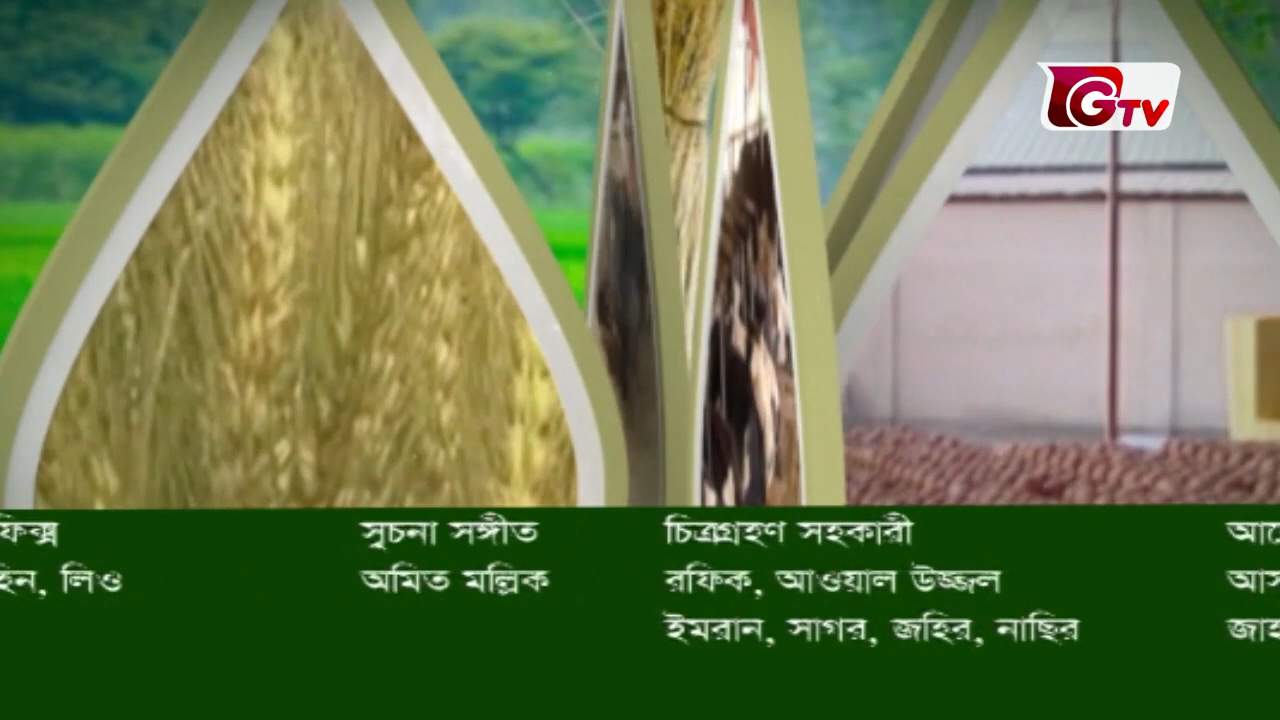 GTV
ফিক্স
হিন, লিও
সুচনা সঙ্গীত
অমিত মল্লিক
চিত্রগ্রহণ সহকারী
রফিক, আওয়াল উজ্জল
ইমরান, সাগর, জহির, নাছির